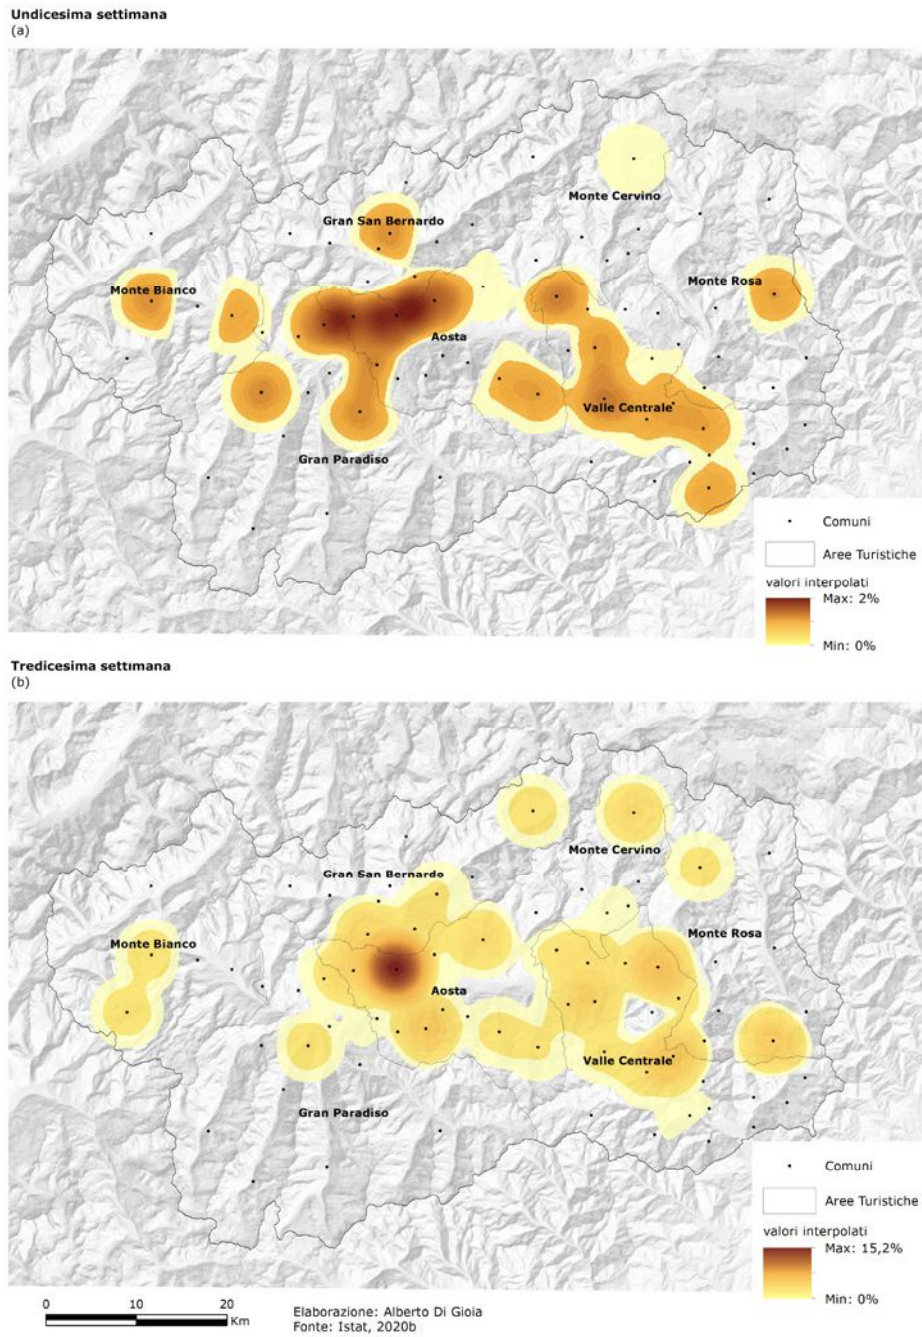 Undicesima settimana
(a)
Monte Cervino
Gran San Bernardo
Monte Bianco
Monte Rosa
Aosta
Valle Centrale
Gran Paradiso
Comuni
Aree Turistiche
valori interpolati
Max: 2%
Min: 0%
Tredicesima settimana
(b)
Monte Cervino
Gran San Bernardo
Monte Rosa
Monte Bianco
Aosta
Valle Centrale
Gran Paradiso
Comuni
Aree Turistiche
valori interpolati
Max: 15,2%
Min: 0%
0 10 20
Km
Elaborazione: Alberto Di Gioia
Fonte: Istat, 2020b